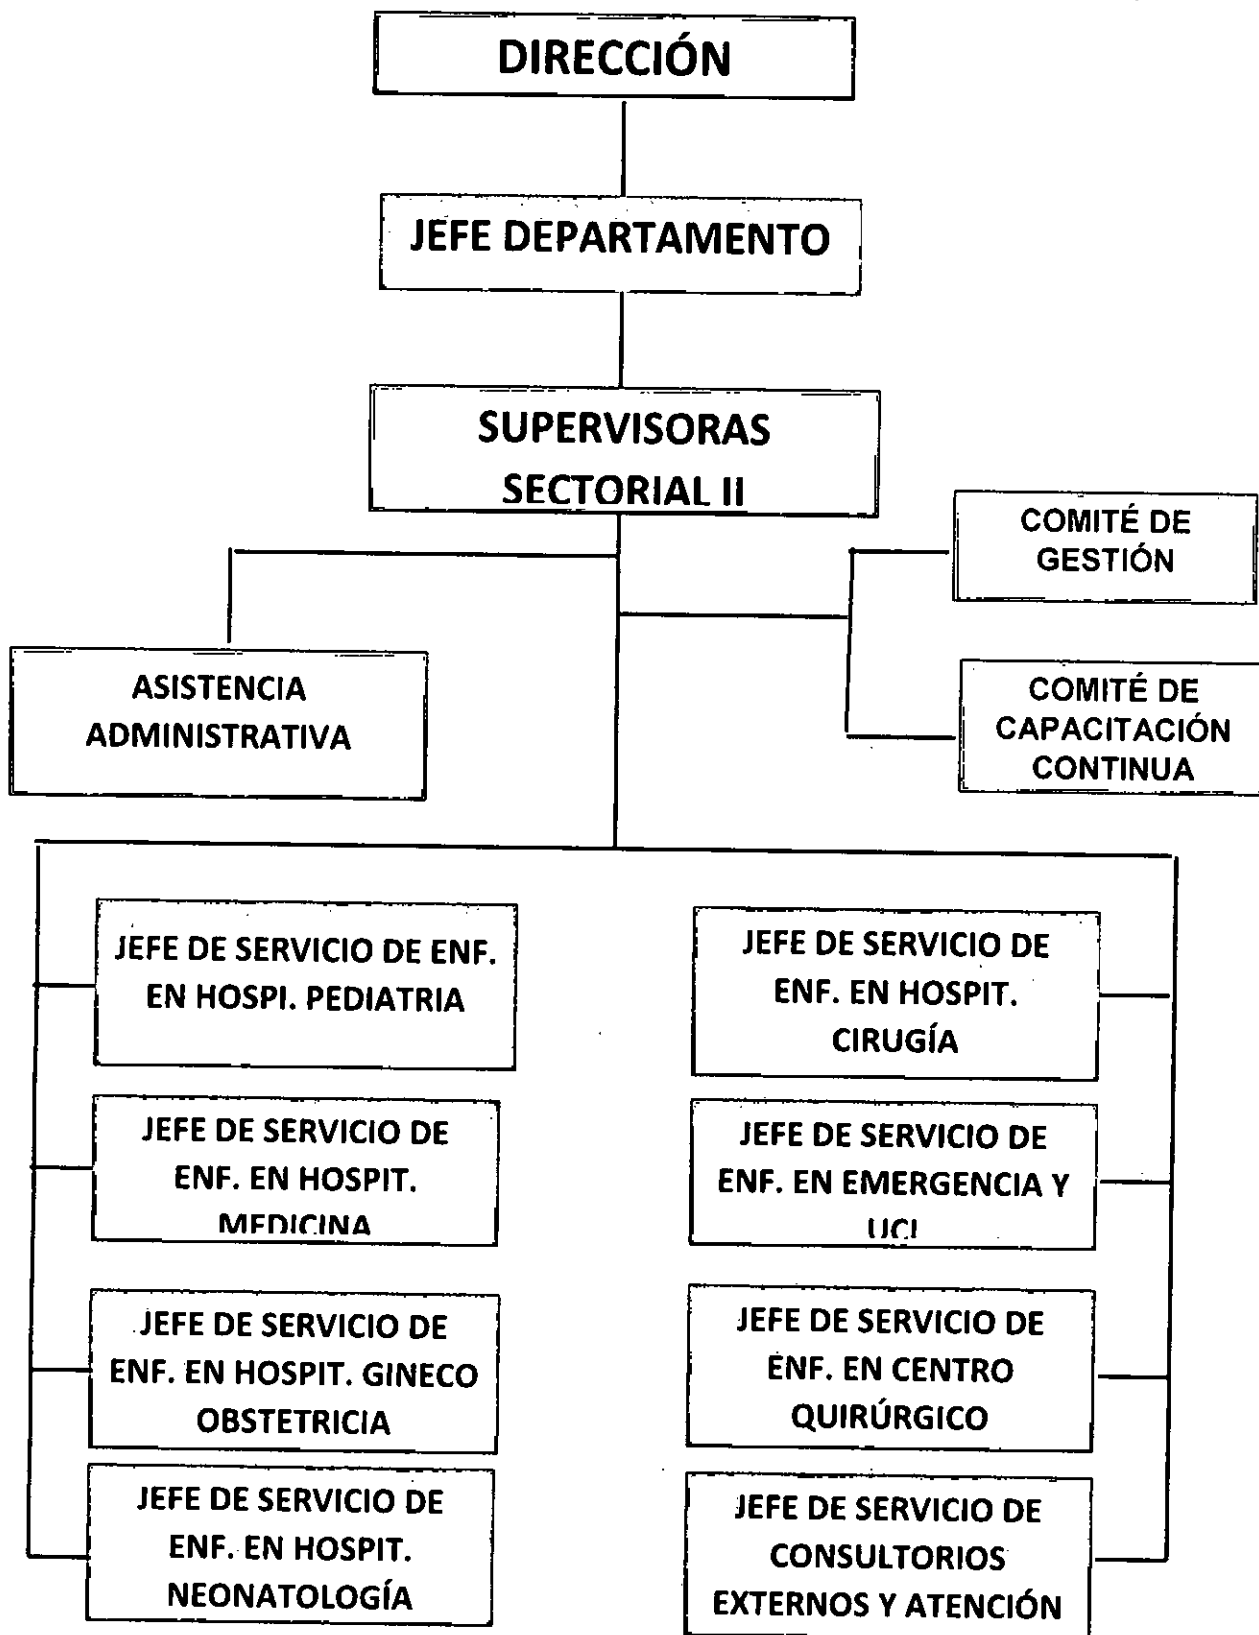 DIRECCIÓN
JEFE DEPARTAMENTO
SUPERVISORAS
SECTORIAL II
COMITÉ DE
GESTIÓN
ASISTENCIA
ADMINISTRATIVA
COMITÉ DE
CAPACITACIÓN
CONTINUA
JEFE DE SERVICIO DE ENF.
EN HOSPI. PEDIATRIA
JEFE DE SERVICIO DE
ENF. EN HOSPIT.
CIRUGÍA
JEFE DE SERVICIO DE
ENF. EN HOSPIT.
MEDICINA
JEFE DE SERVICIO DE
ENF. EN EMERGENCIA Y
UCI
JEFE DE SERVICIO DE
ENF. EN HOSPIT. GINECO
OBSTETRICIA
JEFE DE SERVICIO DE
ENF. EN CENTRO
QUIRÚRGICO
JEFE DE SERVICIO DE
ENF. EN HOSPIT.
NEONATOLOGÍA
JEFE DE SERVICIO DE
CONSULTORIOS
EXTERNOS Y ATENCIÓN